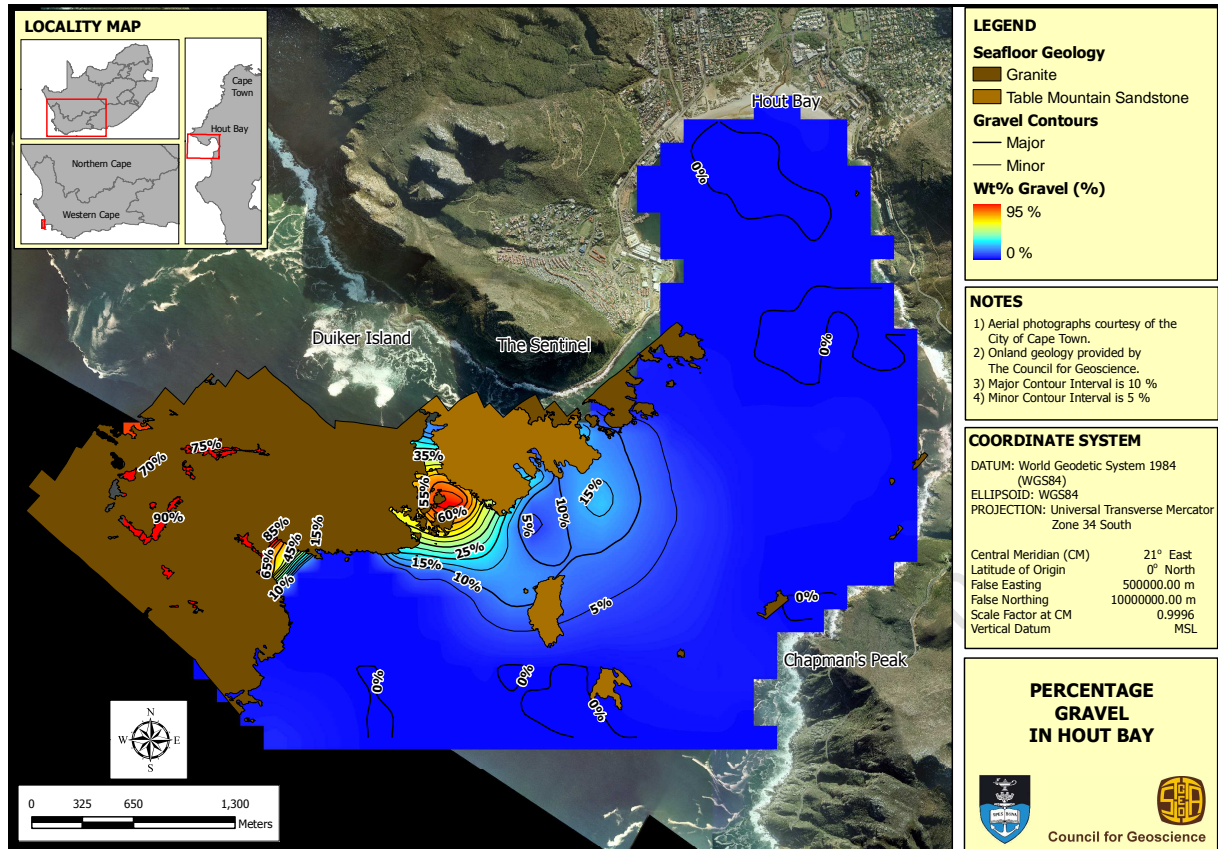 LOCALITY MAP
Cape
Town
Hout Bay
Northern Cape
Western Cape
Hout Bay
Duiker Island
The Sentinel
Chapman's Peak
0%
0%
35%
55%
60%
75%
70%
90%
85%
65%
45%
15%
10%
15%
25%
10%
5%
5%
10%
15%
0%
0%
0%
0%
N
W
E
S
0 325 650 1,300
Meters
LEGEND
Seafloor Geology
Granite
Table Mountain Sandstone
Gravel Contours
Major
Minor
Wt% Gravel (%)
95 %
0 %
NOTES
1) Aerial photographs courtesy of the
City of Cape Town.
2) Onland geology provided by
The Council for Geoscience.
3) Major Contour Interval is 10 %
4) Minor Contour Interval is 5 %
COORDINATE SYSTEM
DATUM: World Geodetic System 1984
(WGS84)
ELLIPSOID: WGS84
PROJECTION: Universal Transverse Mercator
Zone 34 South
Central Meridian (CM) 21° East
Latitude of Origin 0° North
False Easting 500000.00 m
False Northing 10000000.00 m
Scale Factor at CM 0.9996
Vertical Datum MSL
PERCENTAGE
GRAVEL
IN HOUT BAY
SPES BONA
Council for Geoscience